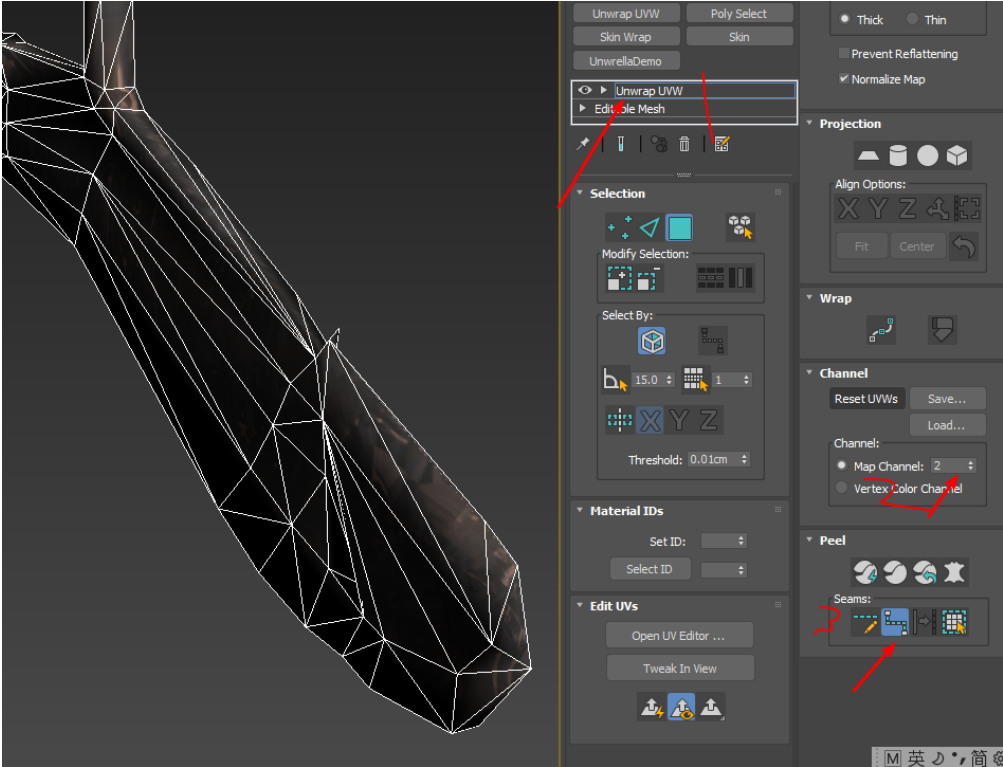 Unwrap UVW
Poly Select
Skin Wrap
Skin
UnwrellaDemo
Unwrap UVW
Editable Mesh
Selection
Modify Selection:
Select By:
15.0
1
X Y Z
Threshold: 0.01cm
Material IDs
Set ID:
Select ID
Edit UVs
Open UV Editor ...
Tweak In View
Thick
Thin
Prevent Reflattening
Normalize Map
Projection
Align Options:
X Y Z
Fit
Center
Wrap
Channel
Reset UVWs
Save...
Load...
Channel:
Map Channel: 2
Vertex Color Channel
2
Peel
Seams:
3
M 英 简